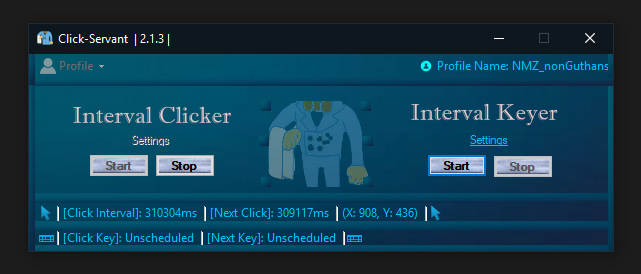 Click-Servant | 2.1.3 |
Profile
Profile Name: NMZ_nonGuthans
Interval Clicker
Settings
Start Stop
Interval Keyer
Settings
Start Stop
[Click Interval]: 310304ms | [Next Click]: 309117ms | (X: 908, Y: 436) |
[Click Key]: Unscheduled | [Next Key]: Unscheduled |